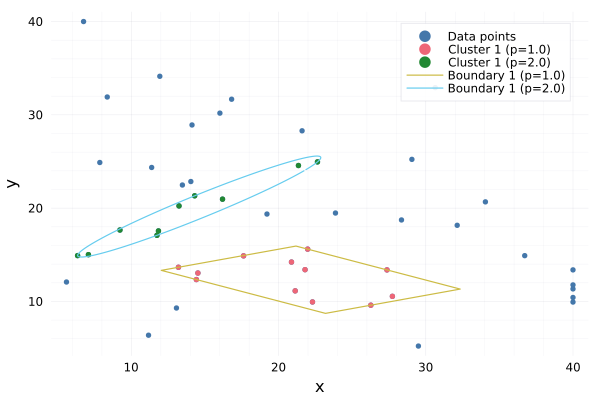 40
30
20
10
y
10
20
30
40
x
Data points
Cluster 1 (p=1.0)
Cluster 1 (p=2.0)
Boundary 1 (p=1.0)
Boundary 1 (p=2.0)